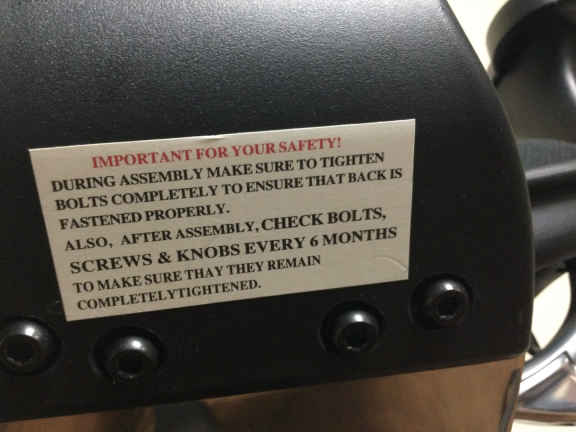 IMPORTANT FOR YOUR SAFETY!
DURING ASSEMBLY MAKE SURE TO TIGHTEN
BOLTS COMPLETELY TO ENSURE THAT BACK IS
FASTENED PROPERLY.
ALSO, AFTER ASSEMBLY, CHECK BOLTS,
SCREWS & KNOBS EVERY 6 MONTHS
TO MAKE SURE THAY THEY REMAIN
COMPLETELYTIGHTENED.